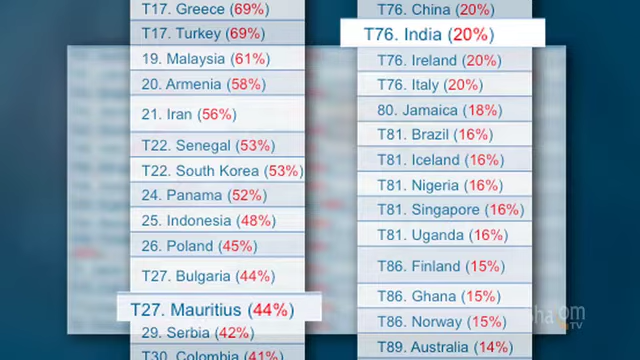 T17. Greece (69%)
T17. Turkey (69%)
19. Malaysia (61%)
20. Armenia (58%)
21. Iran (56%)
T22. Senegal (53%)
T22. South Korea (53%)
24. Panama (52%)
25. Indonesia (48%)
26. Poland (45%)
T27. Bulgaria (44%)
T27. Mauritius (44%)
29. Serbia (42%)
T30. Colombia (41%)
T76. China (20%)
T76. India (20%)
T76. Ireland (20%)
T76. Italy (20%)
80. Jamaica (18%)
T81. Brazil (16%)
T81. Iceland (16%)
T81. Nigeria (16%)
T81. Singapore (16%)
T81. Uganda (16%)
T86. Finland (15%)
T86. Ghana (15%)
T86. Norway (15%)
T89. Australia (14%)
TV